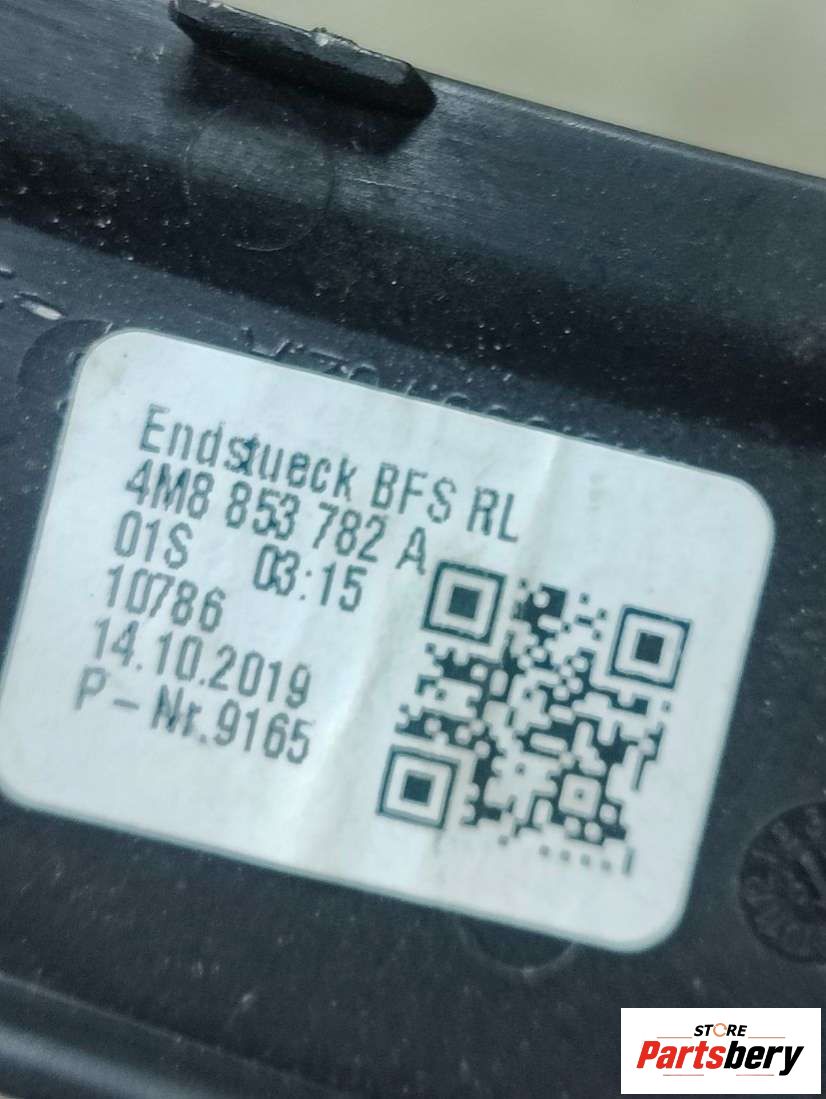 Endstueck BFS RL
4M8 853 782 A
01S 03:15
10786
14.10.2019
P - Nr.9165
STORE
Partsbery